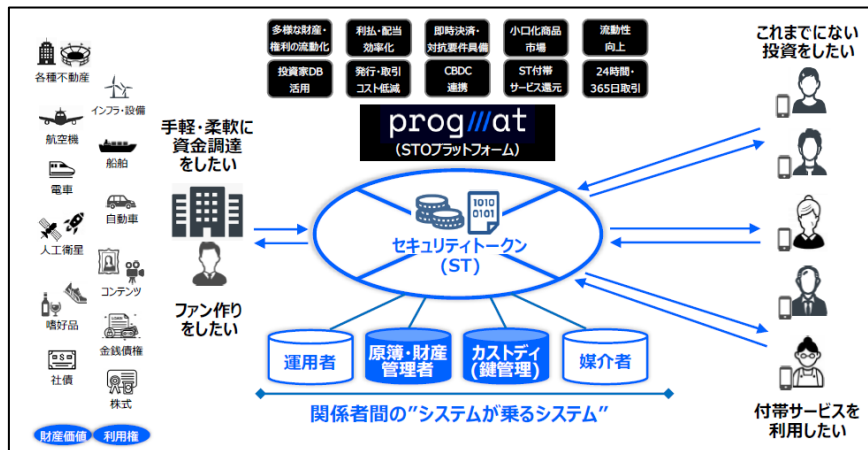 多様な財産・
権利の流動化
利払・配当
効率化
即時決済・
対抗要件具備
小口化商品
市場
流動性
向上
投資家DB
活用
発行・取引
コスト低減
CBDC
連携
ST付帯
サービス還元
24時間・
365日取引
progmat
(STOプラットフォーム)
各種不動産
インフラ・設備
航空機
船舶
電車
自動車
人工衛星
コンテンツ
嗜好品
金銭債権
社債
株式
財産価値
利用権
手軽・柔軟に
資金調達
をしたい
ファン作り
をしたい
1010
0101
セキュリティトークン
(ST)
運用者
原簿・財産
管理者
カストディ
(鍵管理)
媒介者
関係者間の"システムが乗るシステム"
これまでにない
投資をしたい
付帯サービスを
利用したい